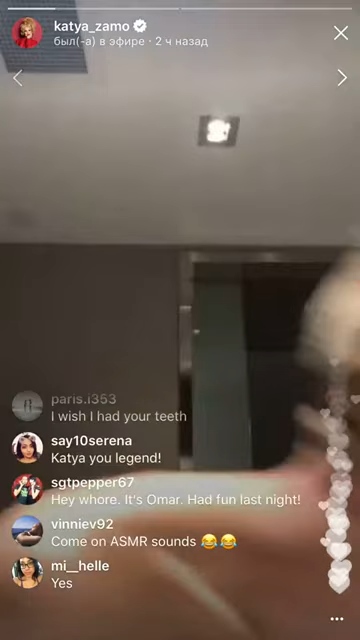 katya_zamo
был(-а) в эфире · 2 ч назад
paris.i353
I wish I had your teeth
say10serena
Katya you legend!
sgtpepper67
Hey whore. It's Omar. Had fun last night!
vinniev92
Come on ASMR sounds 😂😂
mi__helle
Yes